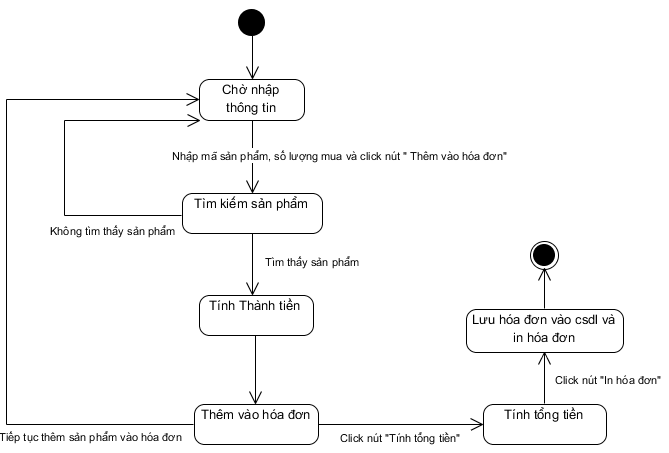 Chờ nhập
thông tin
Nhập mã sản phẩm, số lượng mua và click nút " Thêm vào hóa đơn"
Tìm kiếm sản phẩm
Không tìm thấy sản phẩm
Tìm thấy sản phẩm
Tính Thành tiền
Lưu hóa đơn vào csdl và
in hóa đơn
Click nút "In hóa đơn"
Thêm vào hóa đơn
Tính tổng tiền
Tiếp tục thêm sản phẩm vào hóa đơn
Click nút "Tính tổng tiền"